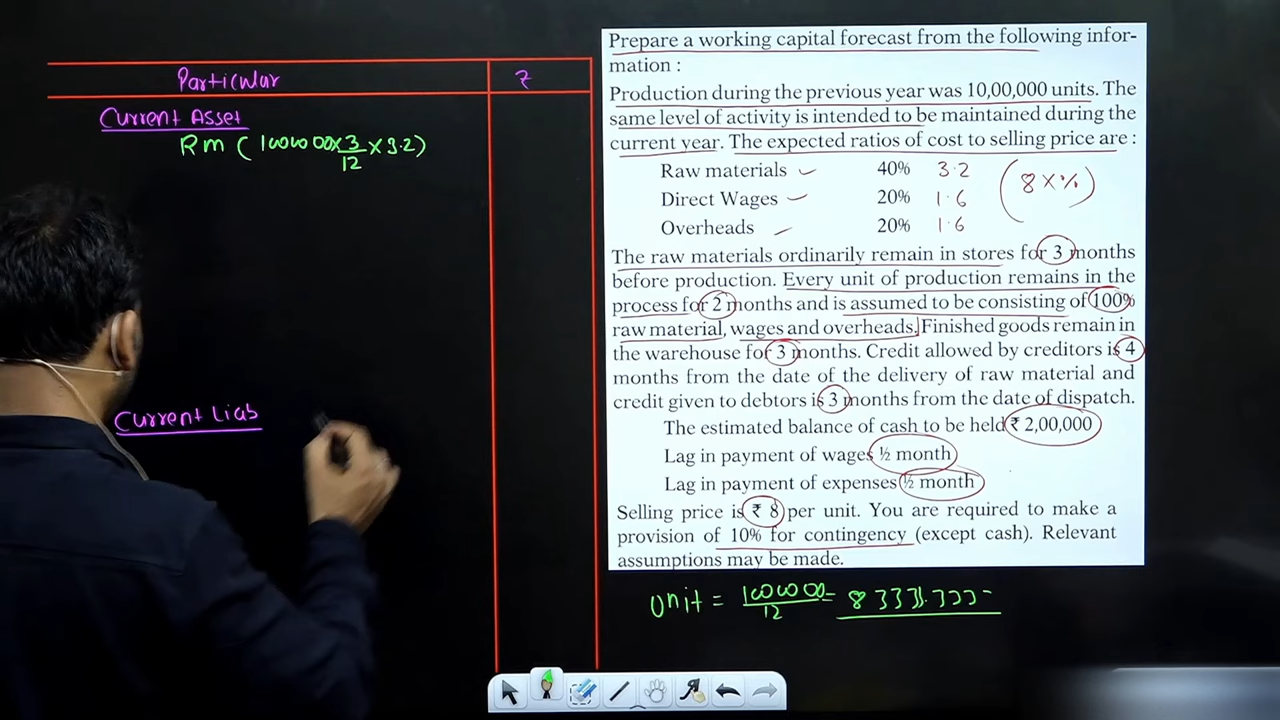 Particular ₹
Current Asset
Rm ( 1000000 × 3/12 × 3.2)
Current Liab
Prepare a working capital forecast from the following infor-
mation :
Production during the previous year was 10,00,000 units. The
same level of activity is intended to be maintained during the
current year. The expected ratios of cost to selling price are :
Raw materials 40% 3.2
Direct Wages 20% 1.6 (8 × %)
Overheads 20% 1.6
The raw materials ordinarily remain in stores for 3 months
before production. Every unit of production remains in the
process for 2 months and is assumed to be consisting of 100%
raw material, wages and overheads. Finished goods remain in
the warehouse for 3 months. Credit allowed by creditors is 4
months from the date of the delivery of raw material and
credit given to debtors is 3 months from the date of dispatch.
The estimated balance of cash to be held ₹ 2,00,000
Lag in payment of wages ½ month
Lag in payment of expenses ½ month
Selling price is ₹ 8 per unit. You are required to make a
provision of 10% for contingency (except cash). Relevant
assumptions may be made.
Unit = 1000000/12 = 83333.333-